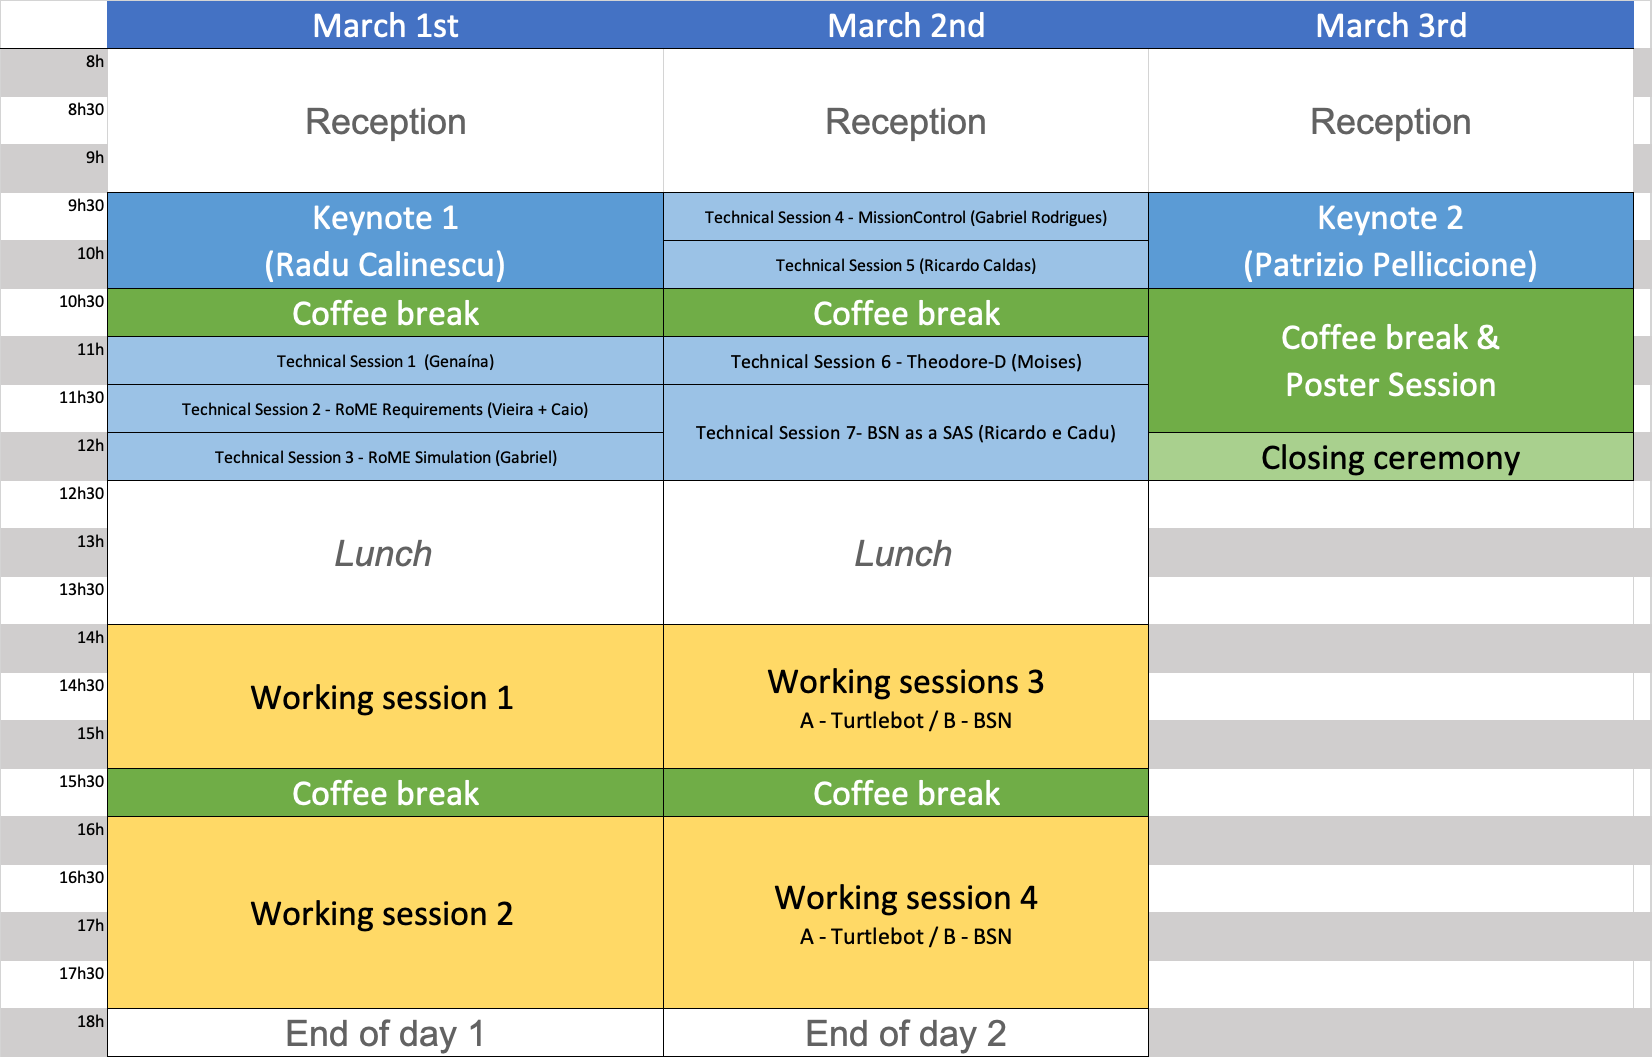 March 1st
March 2nd
March 3rd
8h
8h30
Reception
Reception
Reception
9h
9h30
Keynote 1
(Radu Calinescu)
Technical Session 4 - MissionControl (Gabriel Rodrigues)
Keynote 2
(Patrizio Pelliccione)
10h
Technical Session 5 (Ricardo Caldas)
10h30
Coffee break
Coffee break
Coffee break &
Poster Session
11h
Technical Session 1  (Genaína)
Technical Session 6 - Theodore-D (Moises)
11h30
Technical Session 2 - RoME Requirements (Vieira + Caio)
Technical Session 7- BSN as a SAS (Ricardo e Cadu)
12h
Technical Session 3 - RoME Simulation (Gabriel)
Closing ceremony
12h30
13h
Lunch
Lunch
13h30
14h
14h30
Working session 1
Working sessions 3
A - Turtlebot / B - BSN
15h
15h30
Coffee break
Coffee break
16h
16h30
Working session 2
Working session 4
A - Turtlebot / B - BSN
17h
17h30
18h
End of day 1
End of day 2